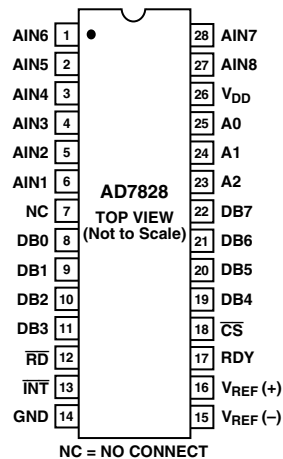 AIN6 1 28 AIN7
AIN5 2 27 AIN8
AIN4 3 26 VDD
AIN3 4 25 A0
AIN2 5 24 A1
AIN1 6 23 A2
AD7828
NC 7 22 DB7
TOP VIEW
(Not to Scale)
DB0 8 21 DB6
DB1 9 20 DB5
DB2 10 19 DB4
DB3 11 18 C̅S̅
R̅D̅ 12 17 RDY
I̅N̅T̅ 13 16 VREF (+)
GND 14 15 VREF (–)
NC = NO CONNECT